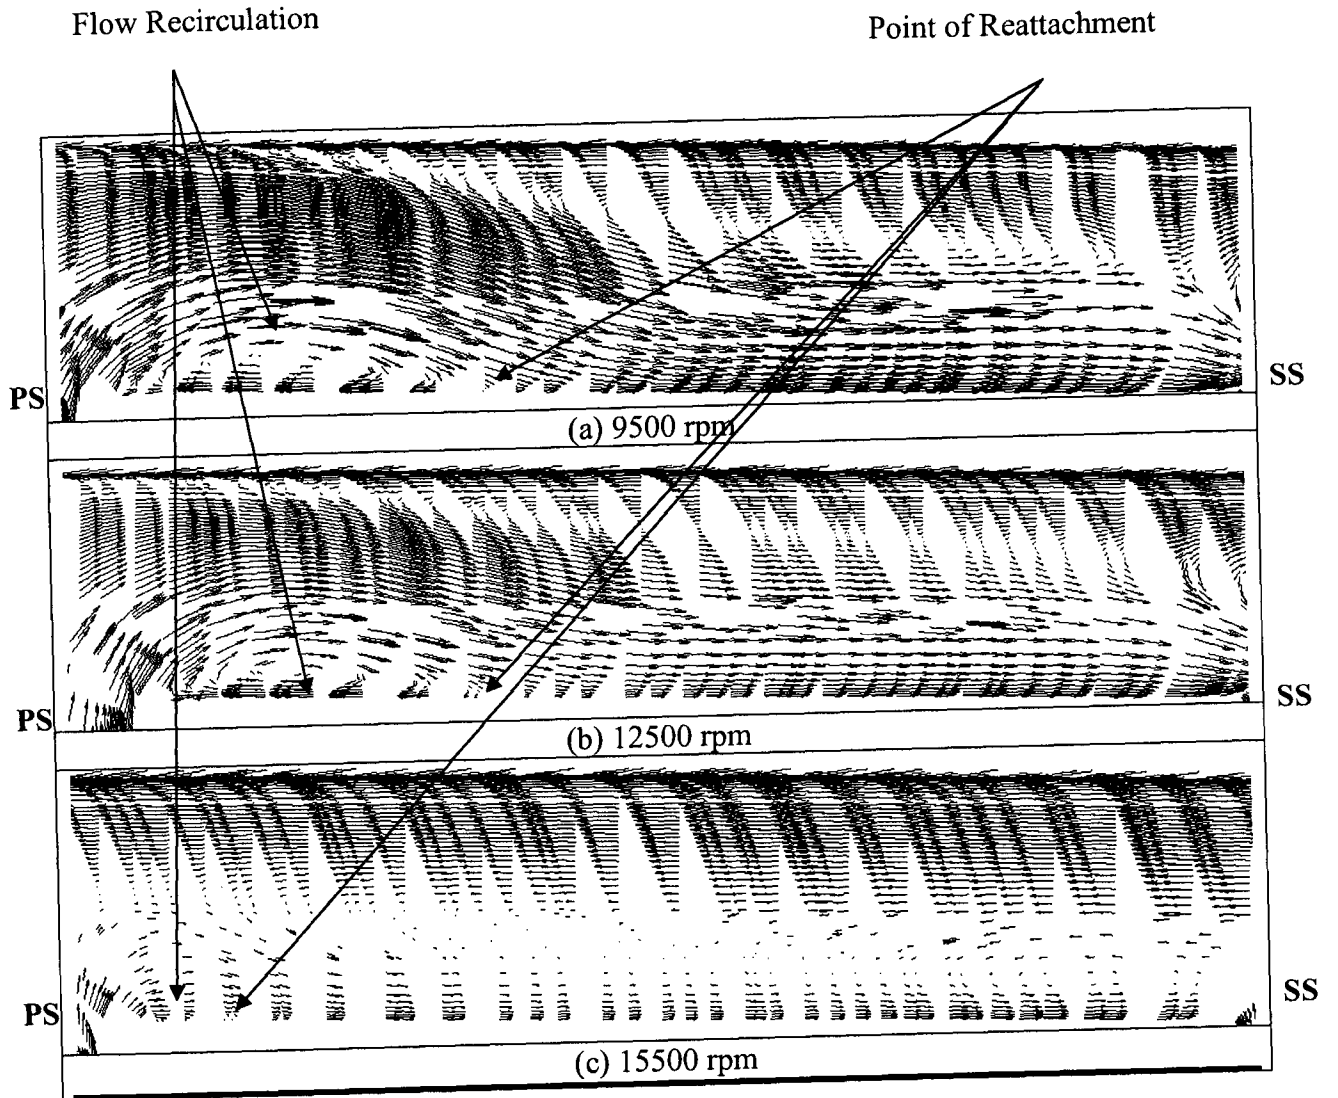 Flow Recirculation
Point of Reattachment
PS
SS
(a) 9500 rpm
PS
SS
(b) 12500 rpm
PS
SS
(c) 15500 rpm